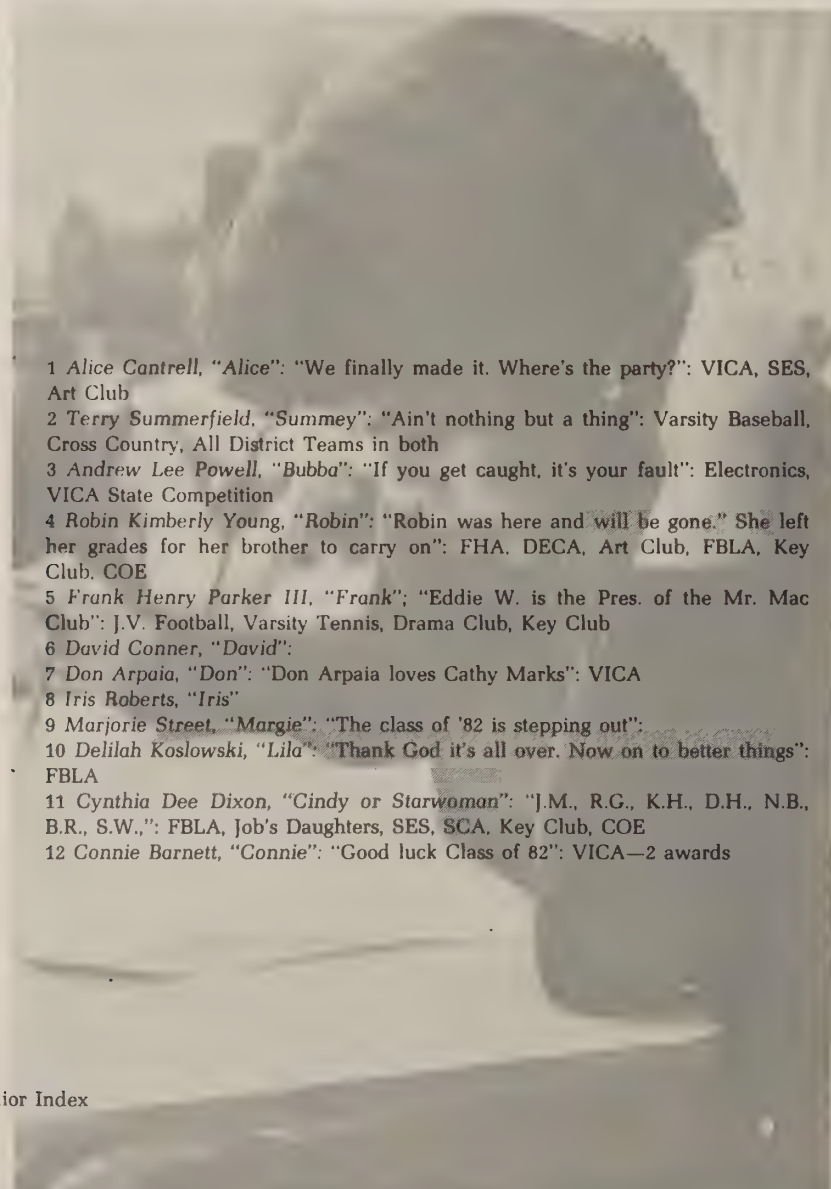 1 Alice Cantrell, “Alice”: “We finally made it. Where's the party?”: VICA, SES,
Art Club
2 Terry Summerfield, “Summey”: “Ain't nothing but a thing”: Varsity Baseball,
Cross Country, All District Teams in both
3 Andrew Lee Powell, “Bubba”: “If you get caught, it's your fault”: Electronics,
VICA State Competition
4 Robin Kimberly Young, “Robin”: “Robin was here and will be gone.” She left
her grades for her brother to carry on”: FHA, DECA, Art Club, FBLA, Key
Club, COE
5 Frank Henry Parker III, “Frank”; “Eddie W. is the Pres. of the Mr. Mac
Club”: J.V. Football, Varsity Tennis, Drama Club, Key Club
6 David Conner, “David”:
7 Don Arpaia, “Don”: “Don Arpaia loves Cathy Marks”: VICA
8 Iris Roberts, “Iris”
9 Marjorie Street, “Margie”: “The class of '82 is stepping out”:
10 Delilah Koslowski, “Lila”: “Thank God it's all over. Now on to better things”:
FBLA
11 Cynthia Dee Dixon, “Cindy or Starwoman”: “J.M., R.G., K.H., D.H., N.B.,
B.R., S.W.,”: FBLA, Job's Daughters, SES, SCA, Key Club, COE
12 Connie Barnett, “Connie”: “Good luck Class of 82”: VICA—2 awards
ior Index